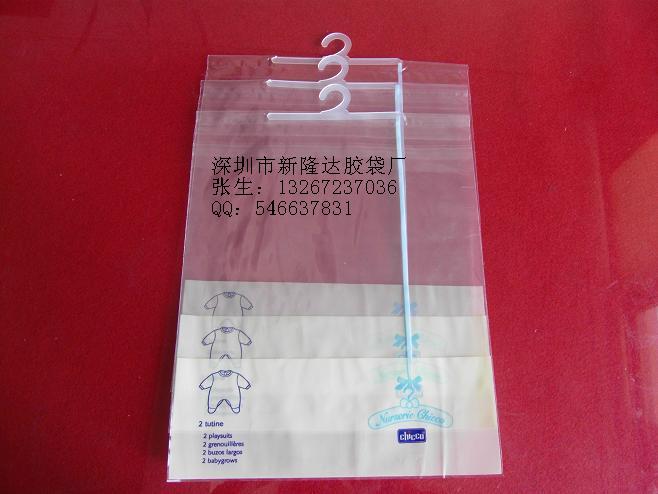 深圳市新隆达胶袋厂
张生：13267237036
QQ：546637831
2 tutine
2 playsuits
2 grenouillères
2 buzos largos
2 babygrows
Nurserie Chicco
chicco